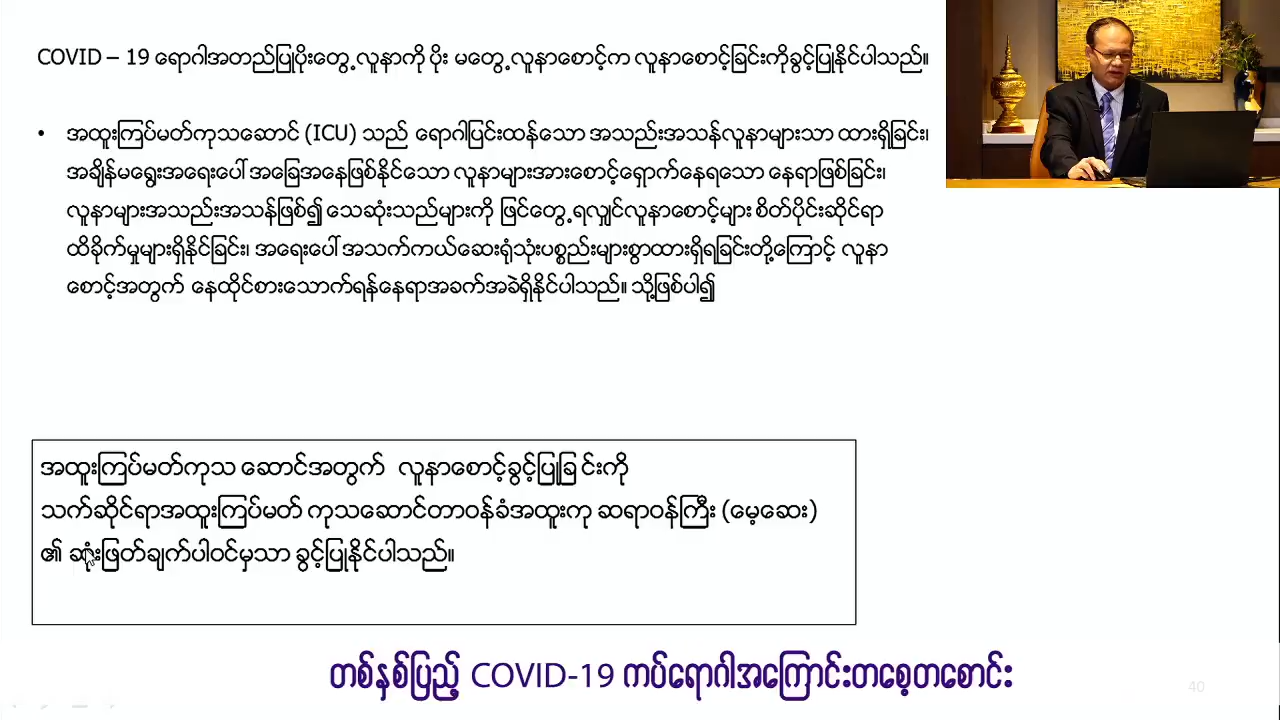 COVID – 19 ရောဂါအတည်ပြုပိုးတွေ့လူနာကို ပိုး မတွေ့လူနာစောင့်က လူနာစောင့်ခြင်းကိုခွင့်ပြုနိုင်ပါသည်။
• အထူးကြပ်မတ်ကုသဆောင် (ICU) သည် ရောဂါပြင်းထန်သော အသည်းအသန်လူနာများသာ ထားရှိခြင်း၊
အချိန်မရွေးအရေးပေါ် အခြေအနေဖြစ်နိုင်သော လူနာများအားစောင့်ရှောက်နေရသော နေရာဖြစ်ခြင်း၊
လူနာများအသည်းအသန်ဖြစ်၍ သေဆုံးသည်များကို မြင်တွေ့ရလျှင်လူနာစောင့်များ စိတ်ပိုင်းဆိုင်ရာ
ထိခိုက်မှုများရှိနိုင်ခြင်း၊ အရေးပေါ် အသက်ကယ်ဆေးရုံသုံးပစ္စည်းများစွာထားရှိရခြင်းတို့ကြောင့် လူနာ
စောင့်အတွက် နေထိုင်စားသောက်ရန်နေရာအခက်အခဲရှိနိုင်ပါသည်။ သို့ဖြစ်ပါ၍
အထူးကြပ်မတ်ကုသ ဆောင်အတွက် လူနာစောင့်ခွင့်ပြုခြင်းကို
သက်ဆိုင်ရာအထူးကြပ်မတ် ကုသဆောင်တာဝန်ခံအထူးကု ဆရာဝန်ကြီး (မေ့ဆေး)
၏ ဆုံးဖြတ်ချက်ပါဝင်မှသာ ခွင့်ပြုနိုင်ပါသည်။
တစ်နှစ်ပြည့် COVID-19 ကပ်ရောဂါအကြောင်းတစေ့တစောင်း
40